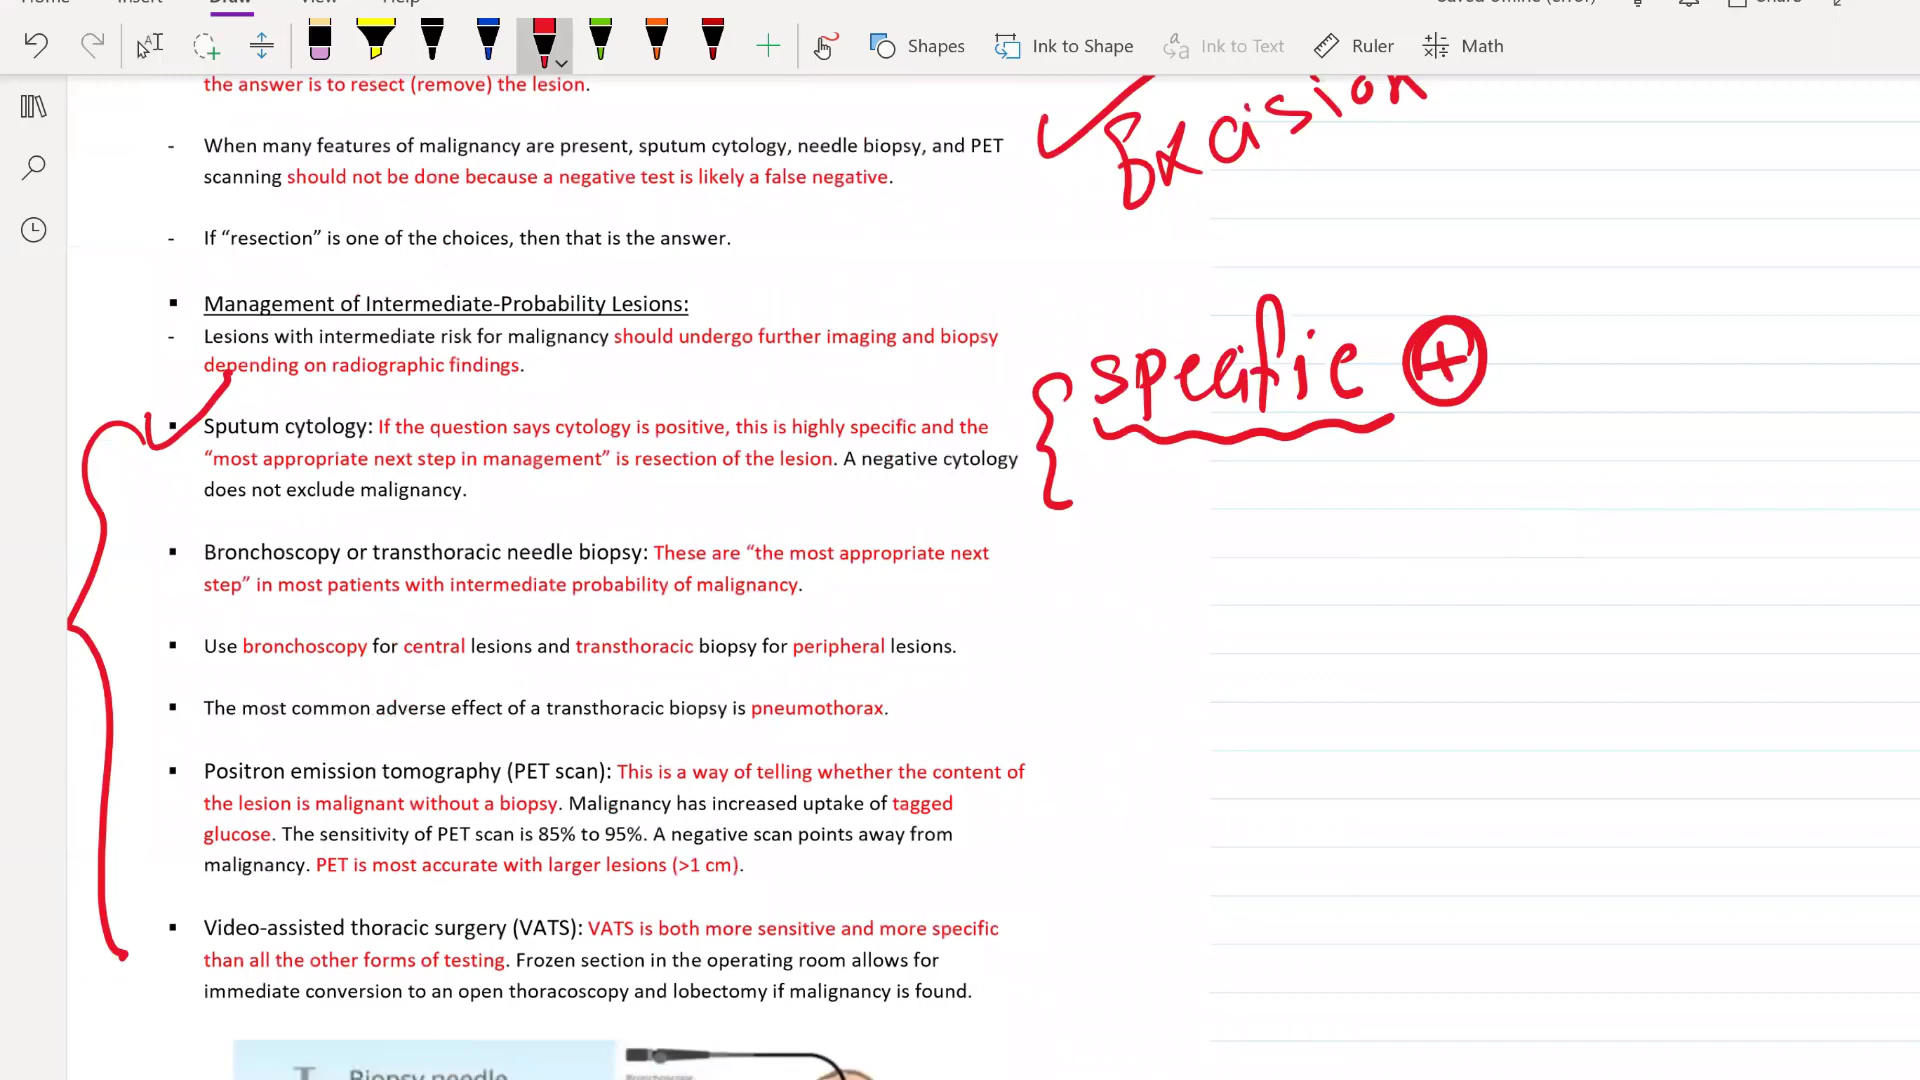 Home Insert Draw View Help Saved online (error) Share
Shapes Ink to Shape Ink to Text Ruler Math
the answer is to resect (remove) the lesion.
- When many features of malignancy are present, sputum cytology, needle biopsy, and PET
scanning should not be done because a negative test is likely a false negative.
- If “resection” is one of the choices, then that is the answer.
Excision
▪ Management of Intermediate-Probability Lesions:
- Lesions with intermediate risk for malignancy should undergo further imaging and biopsy
depending on radiographic findings.
specific +
▪ Sputum cytology: If the question says cytology is positive, this is highly specific and the
“most appropriate next step in management” is resection of the lesion. A negative cytology
does not exclude malignancy.
▪ Bronchoscopy or transthoracic needle biopsy: These are “the most appropriate next
step” in most patients with intermediate probability of malignancy.
▪ Use bronchoscopy for central lesions and transthoracic biopsy for peripheral lesions.
▪ The most common adverse effect of a transthoracic biopsy is pneumothorax.
▪ Positron emission tomography (PET scan): This is a way of telling whether the content of
the lesion is malignant without a biopsy. Malignancy has increased uptake of tagged
glucose. The sensitivity of PET scan is 85% to 95%. A negative scan points away from
malignancy. PET is most accurate with larger lesions (>1 cm).
▪ Video-assisted thoracic surgery (VATS): VATS is both more sensitive and more specific
than all the other forms of testing. Frozen section in the operating room allows for
immediate conversion to an open thoracoscopy and lobectomy if malignancy is found.
Biopsy needle
Bronchoscope